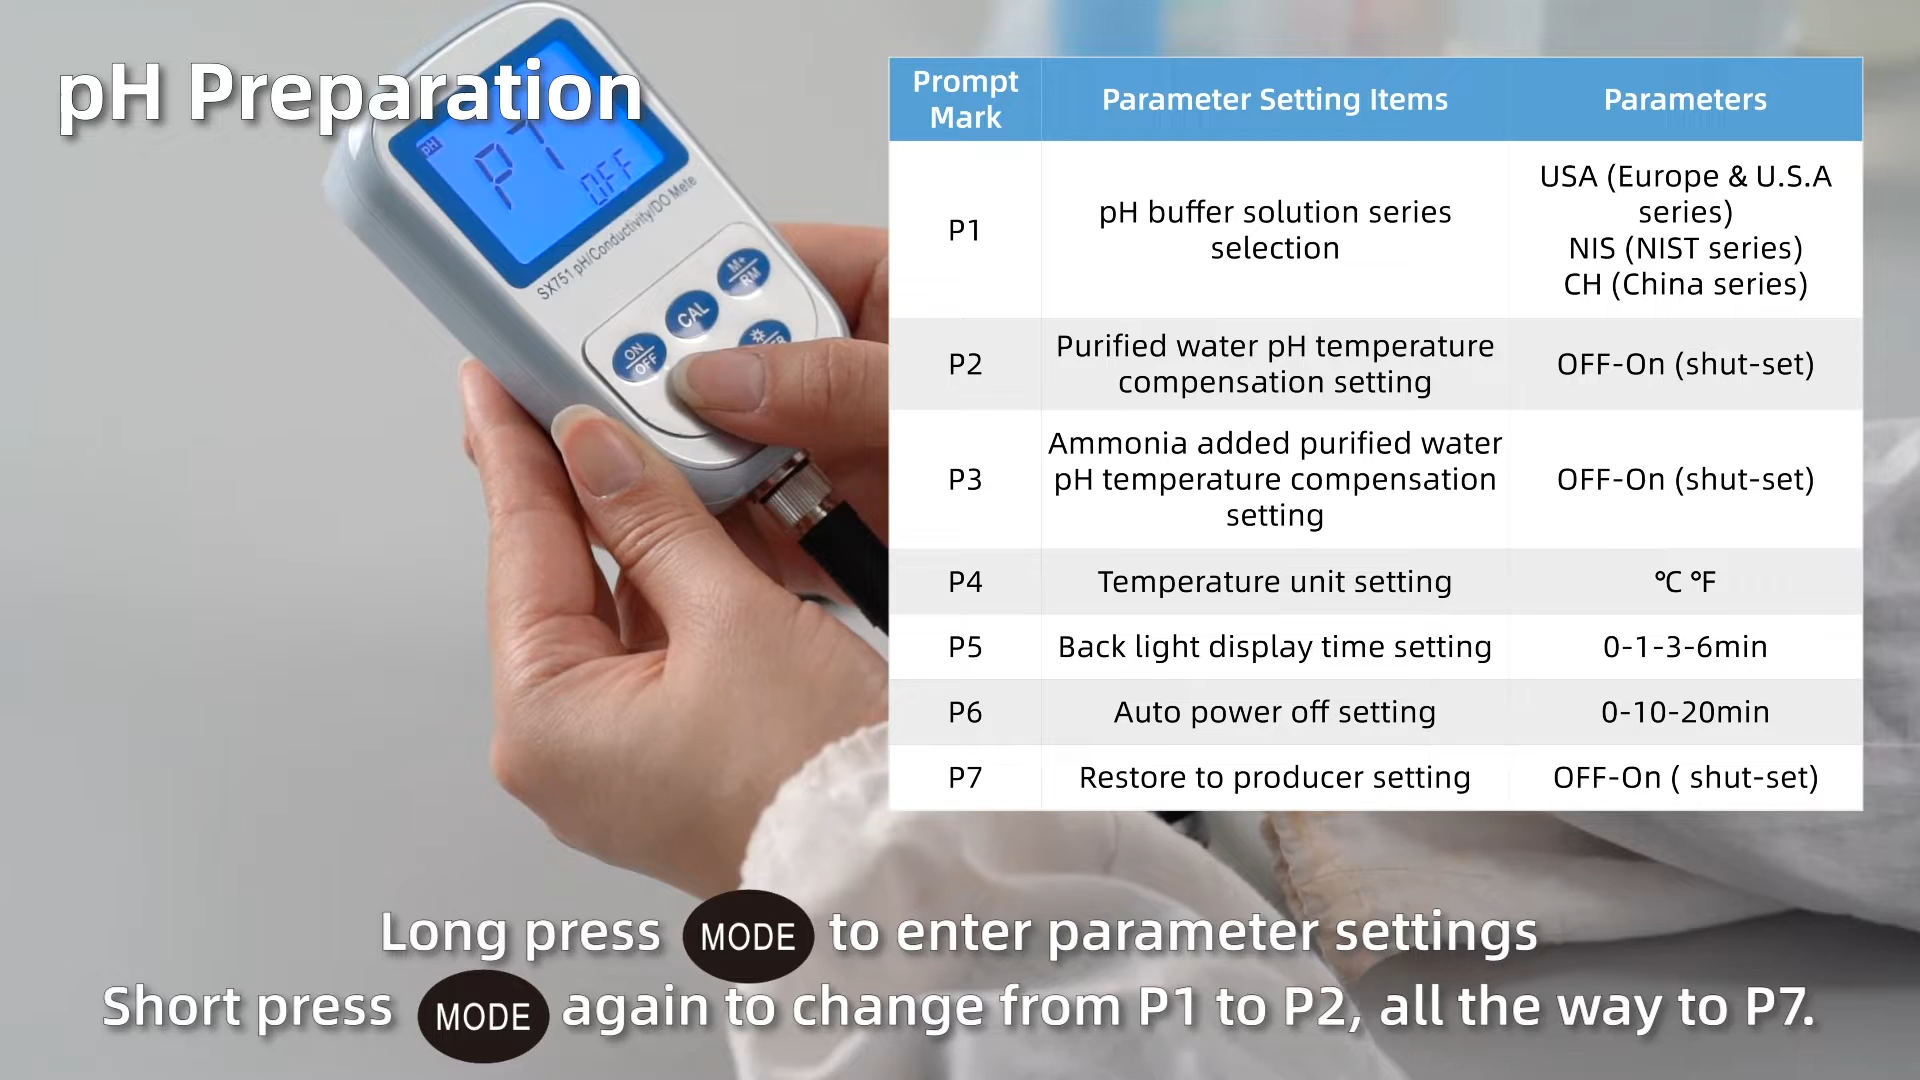 pH Preparation
pH
P7
OFF
SX751 pH/Conductivity/DO Mete
M+
RM
CAL
ON
OFF
Prompt
Mark
Parameter Setting Items
Parameters
P1
pH buffer solution series
selection
USA (Europe & U.S.A
series)
NIS (NIST series)
CH (China series)
P2
Purified water pH temperature
compensation setting
OFF-On (shut-set)
P3
Ammonia added purified water
pH temperature compensation
setting
OFF-On (shut-set)
P4
Temperature unit setting
℃ ℉
P5
Back light display time setting
0-1-3-6min
P6
Auto power off setting
0-10-20min
P7
Restore to producer setting
OFF-On ( shut-set)
Long press MODE to enter parameter settings
Short press MODE again to change from P1 to P2, all the way to P7.